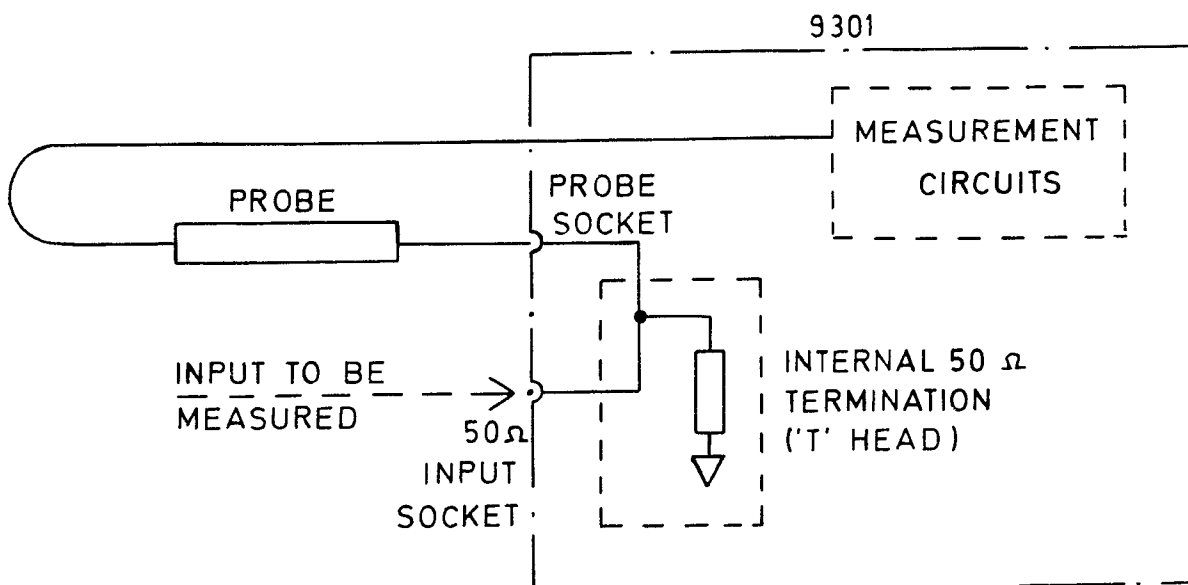 9301
MEASUREMENT
CIRCUITS
PROBE
PROBE
SOCKET
INPUT TO BE
MEASURED
50Ω
INPUT
SOCKET
INTERNAL 50 Ω
TERMINATION
('T' HEAD)